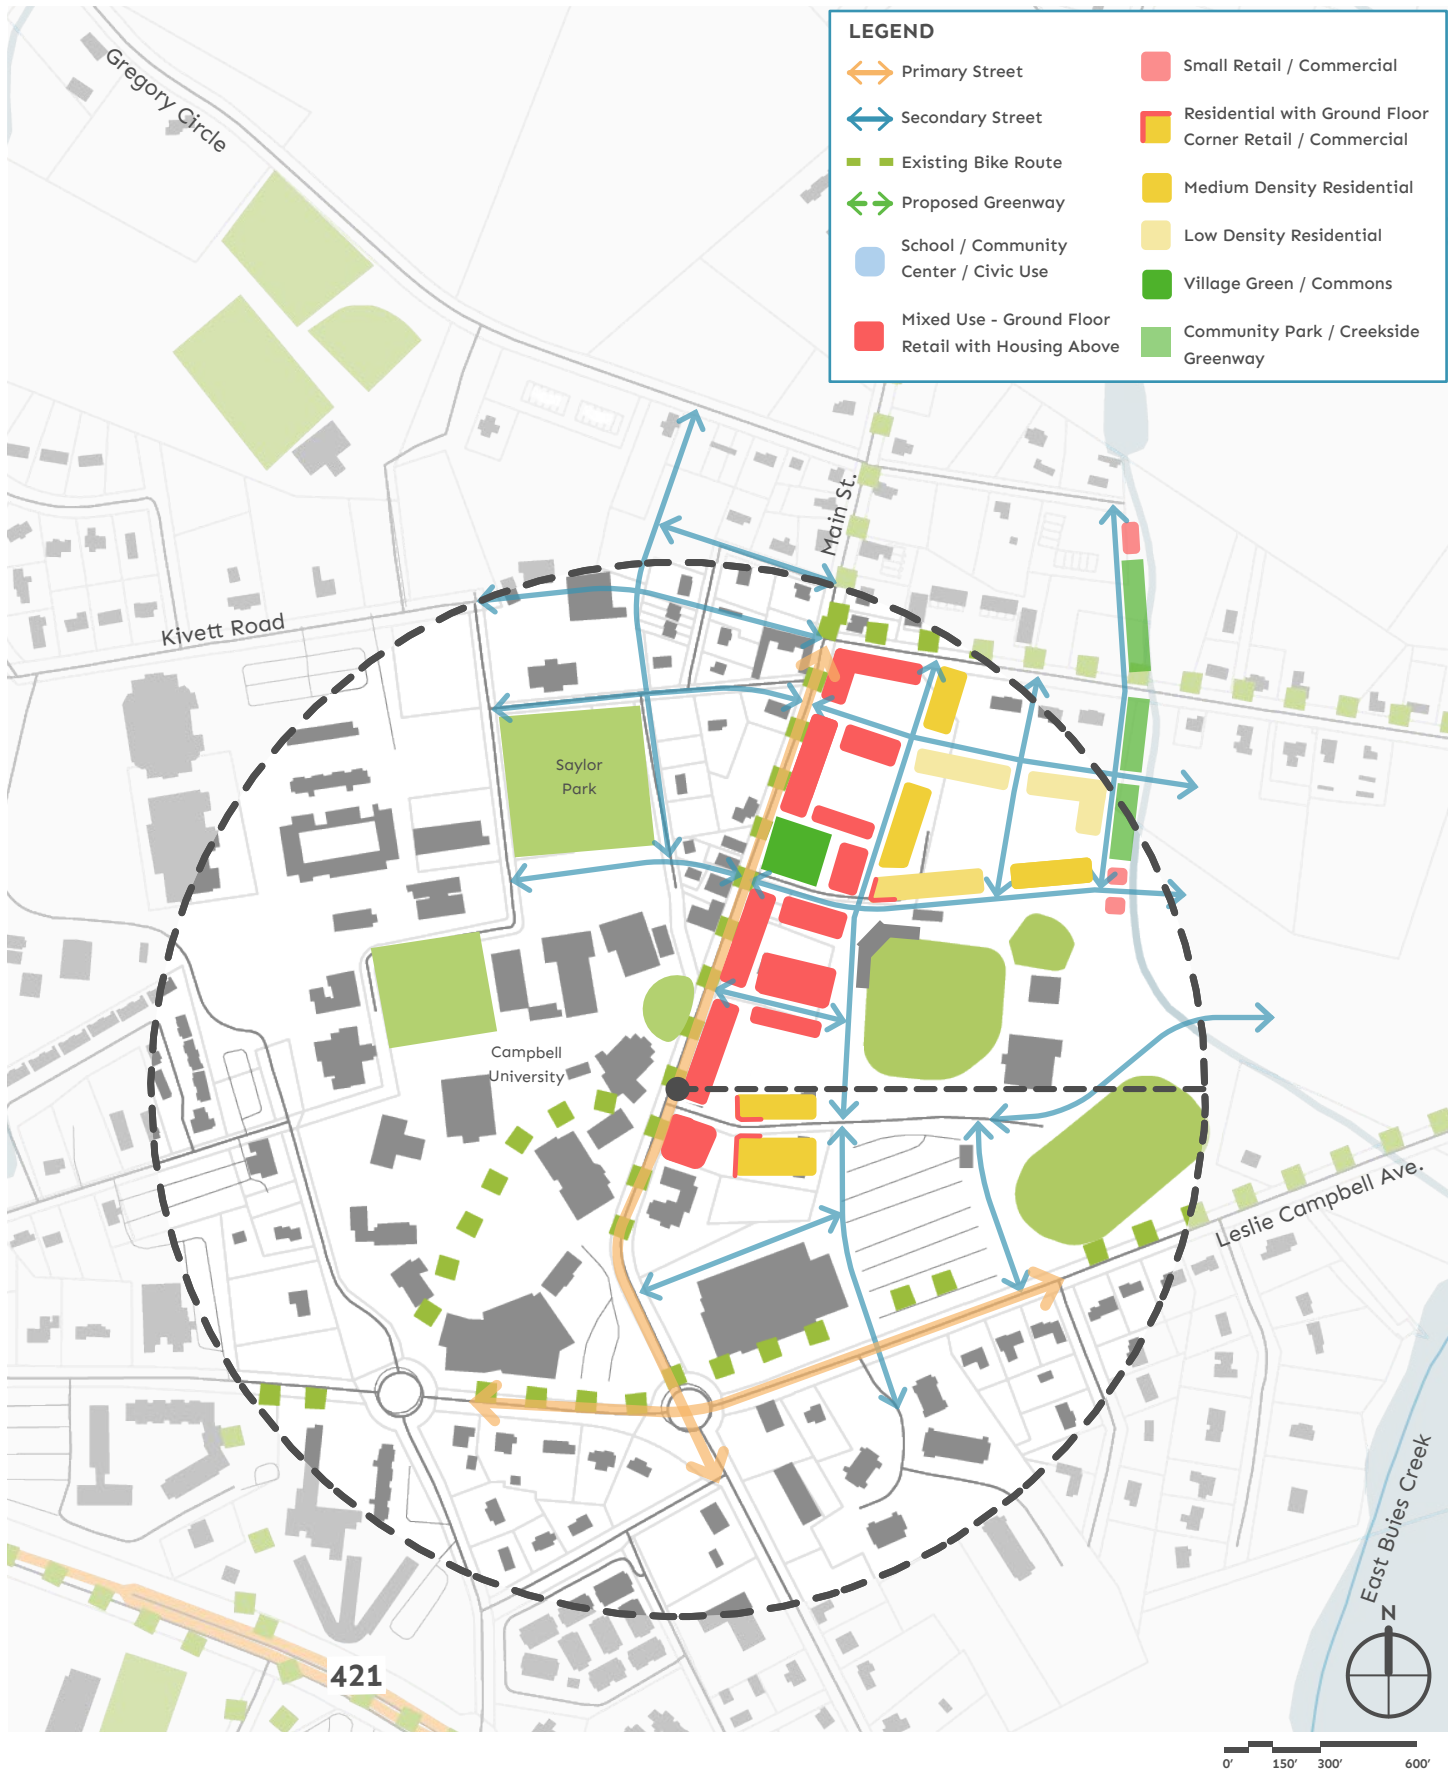 LEGEND
Primary Street
Secondary Street
Existing Bike Route
Proposed Greenway
School / Community
Center / Civic Use
Mixed Use - Ground Floor
Retail with Housing Above
Small Retail / Commercial
Residential with Ground Floor
Corner Retail / Commercial
Medium Density Residential
Low Density Residential
Village Green / Commons
Community Park / Creekside
Greenway
Gregory Circle
Main St.
Kivett Road
Saylor
Park
Campbell
University
Leslie Campbell Ave.
East Buies Creek
421
N
0' 150' 300' 600'